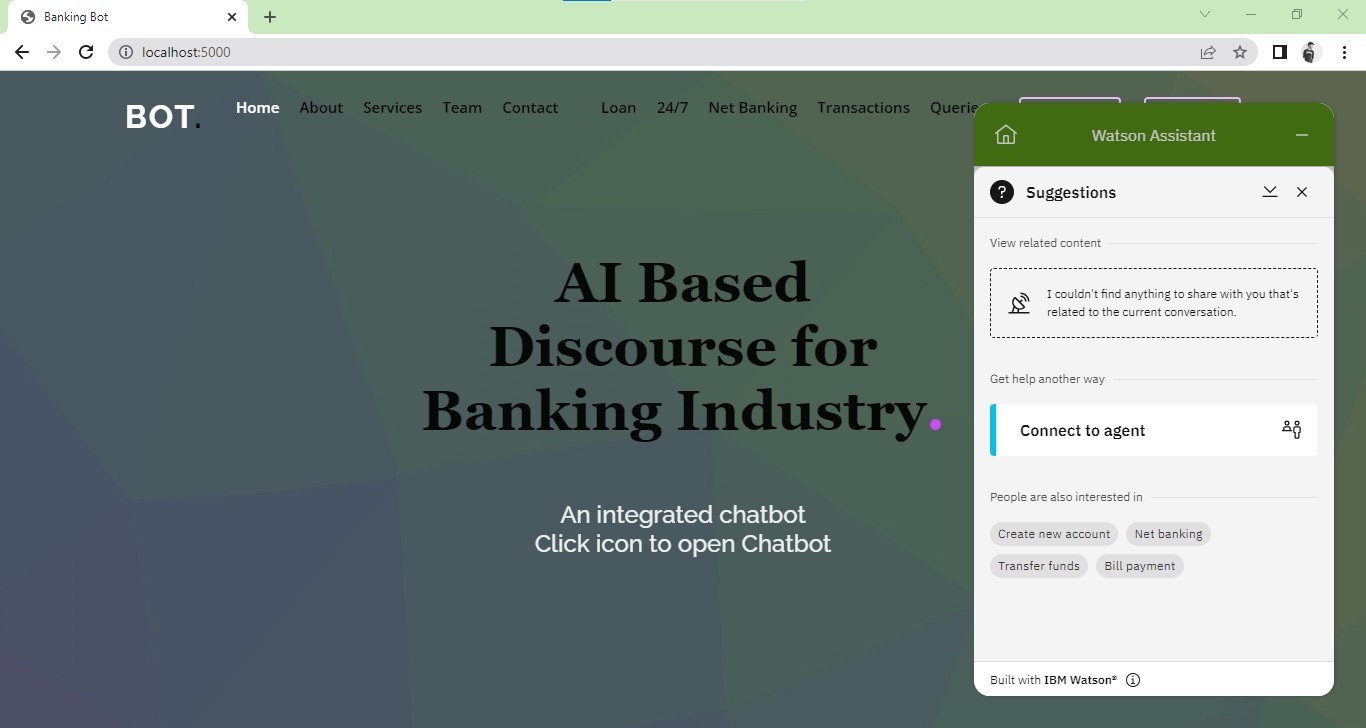 Banking Bot
localhost:5000
BOT.
Home About Services Team Contact Loan 24/7 Net Banking Transactions
AI Based
Discourse for
Banking Industry.
An integrated chatbot
Click icon to open Chatbot
Watson Assistant
? Suggestions
View related content
I couldn't find anything to share with you that's
related to the current conversation.
Get help another way
Connect to agent
People are also interested in
Create new account Net banking
Transfer funds Bill payment
Built with IBM Watson®